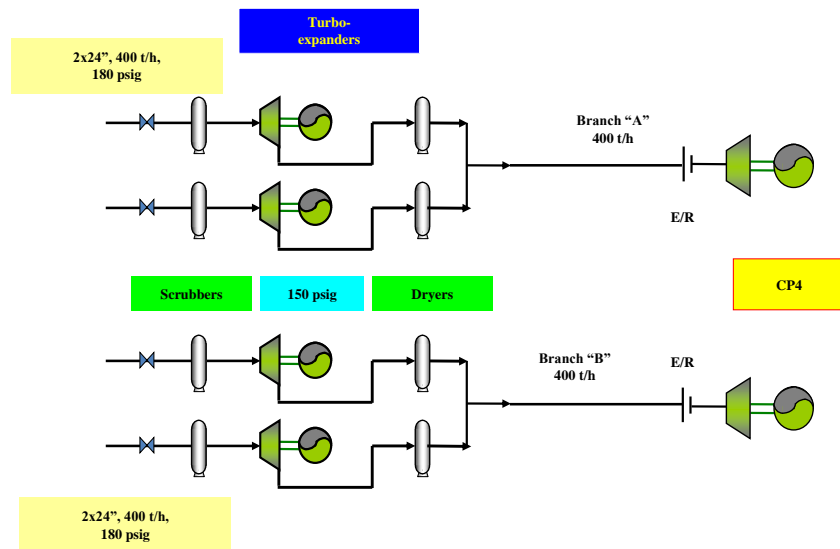 Turbo-
expanders
2x24”, 400 t/h,
180 psig
Branch “A”
400 t/h
E/R
Scrubbers
150 psig
Dryers
CP4
Branch “B”
400 t/h
E/R
2x24”, 400 t/h,
180 psig